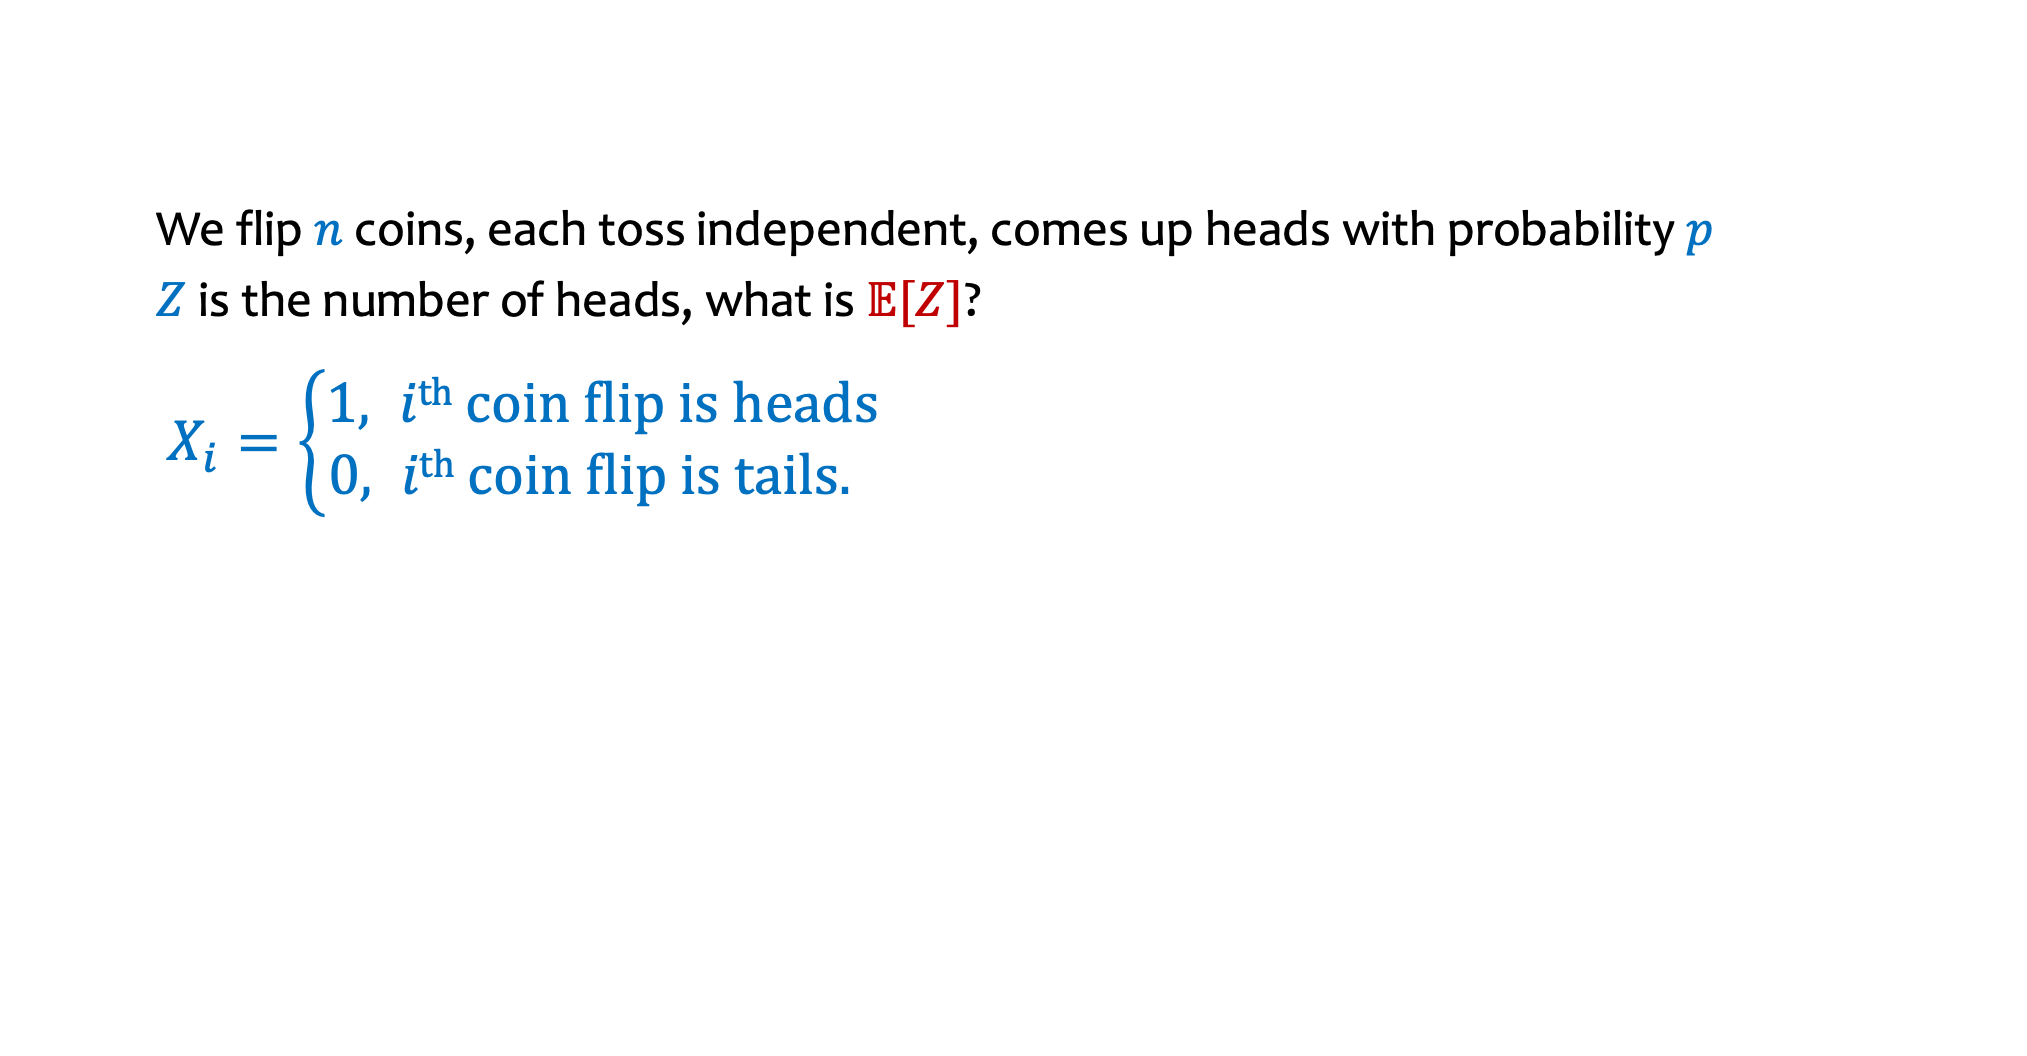 We flip n coins, each toss independent, comes up heads with probability p
Z is the number of heads, what is 𝔼[Z]?
X_i = { 1, i^th coin flip is heads
0, i^th coin flip is tails.